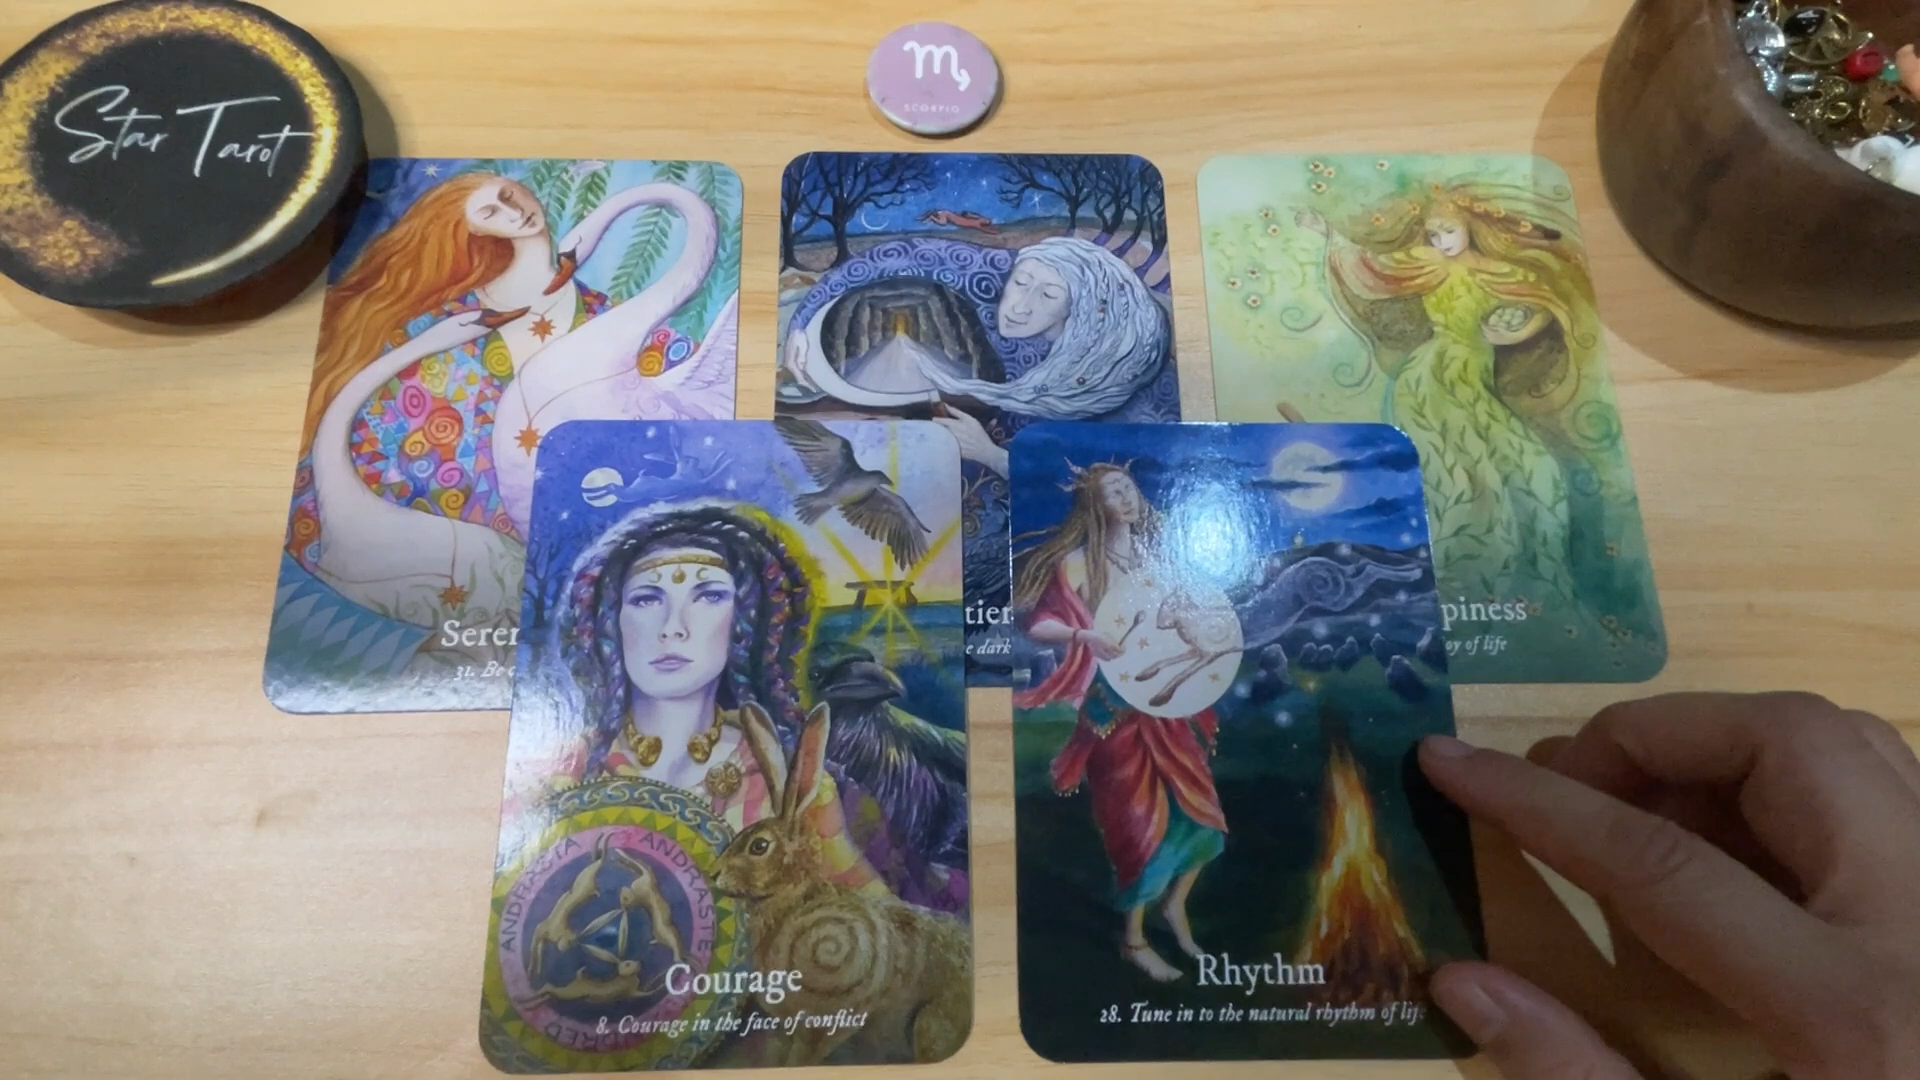 Star Tarot
SCORPIO
Seren
31. Be
tien
e dark
piness
oy of life
ANDRASTA ANDRASTE
Courage
8. Courage in the face of conflict
Rhythm
28. Tune in to the natural rhythm of life